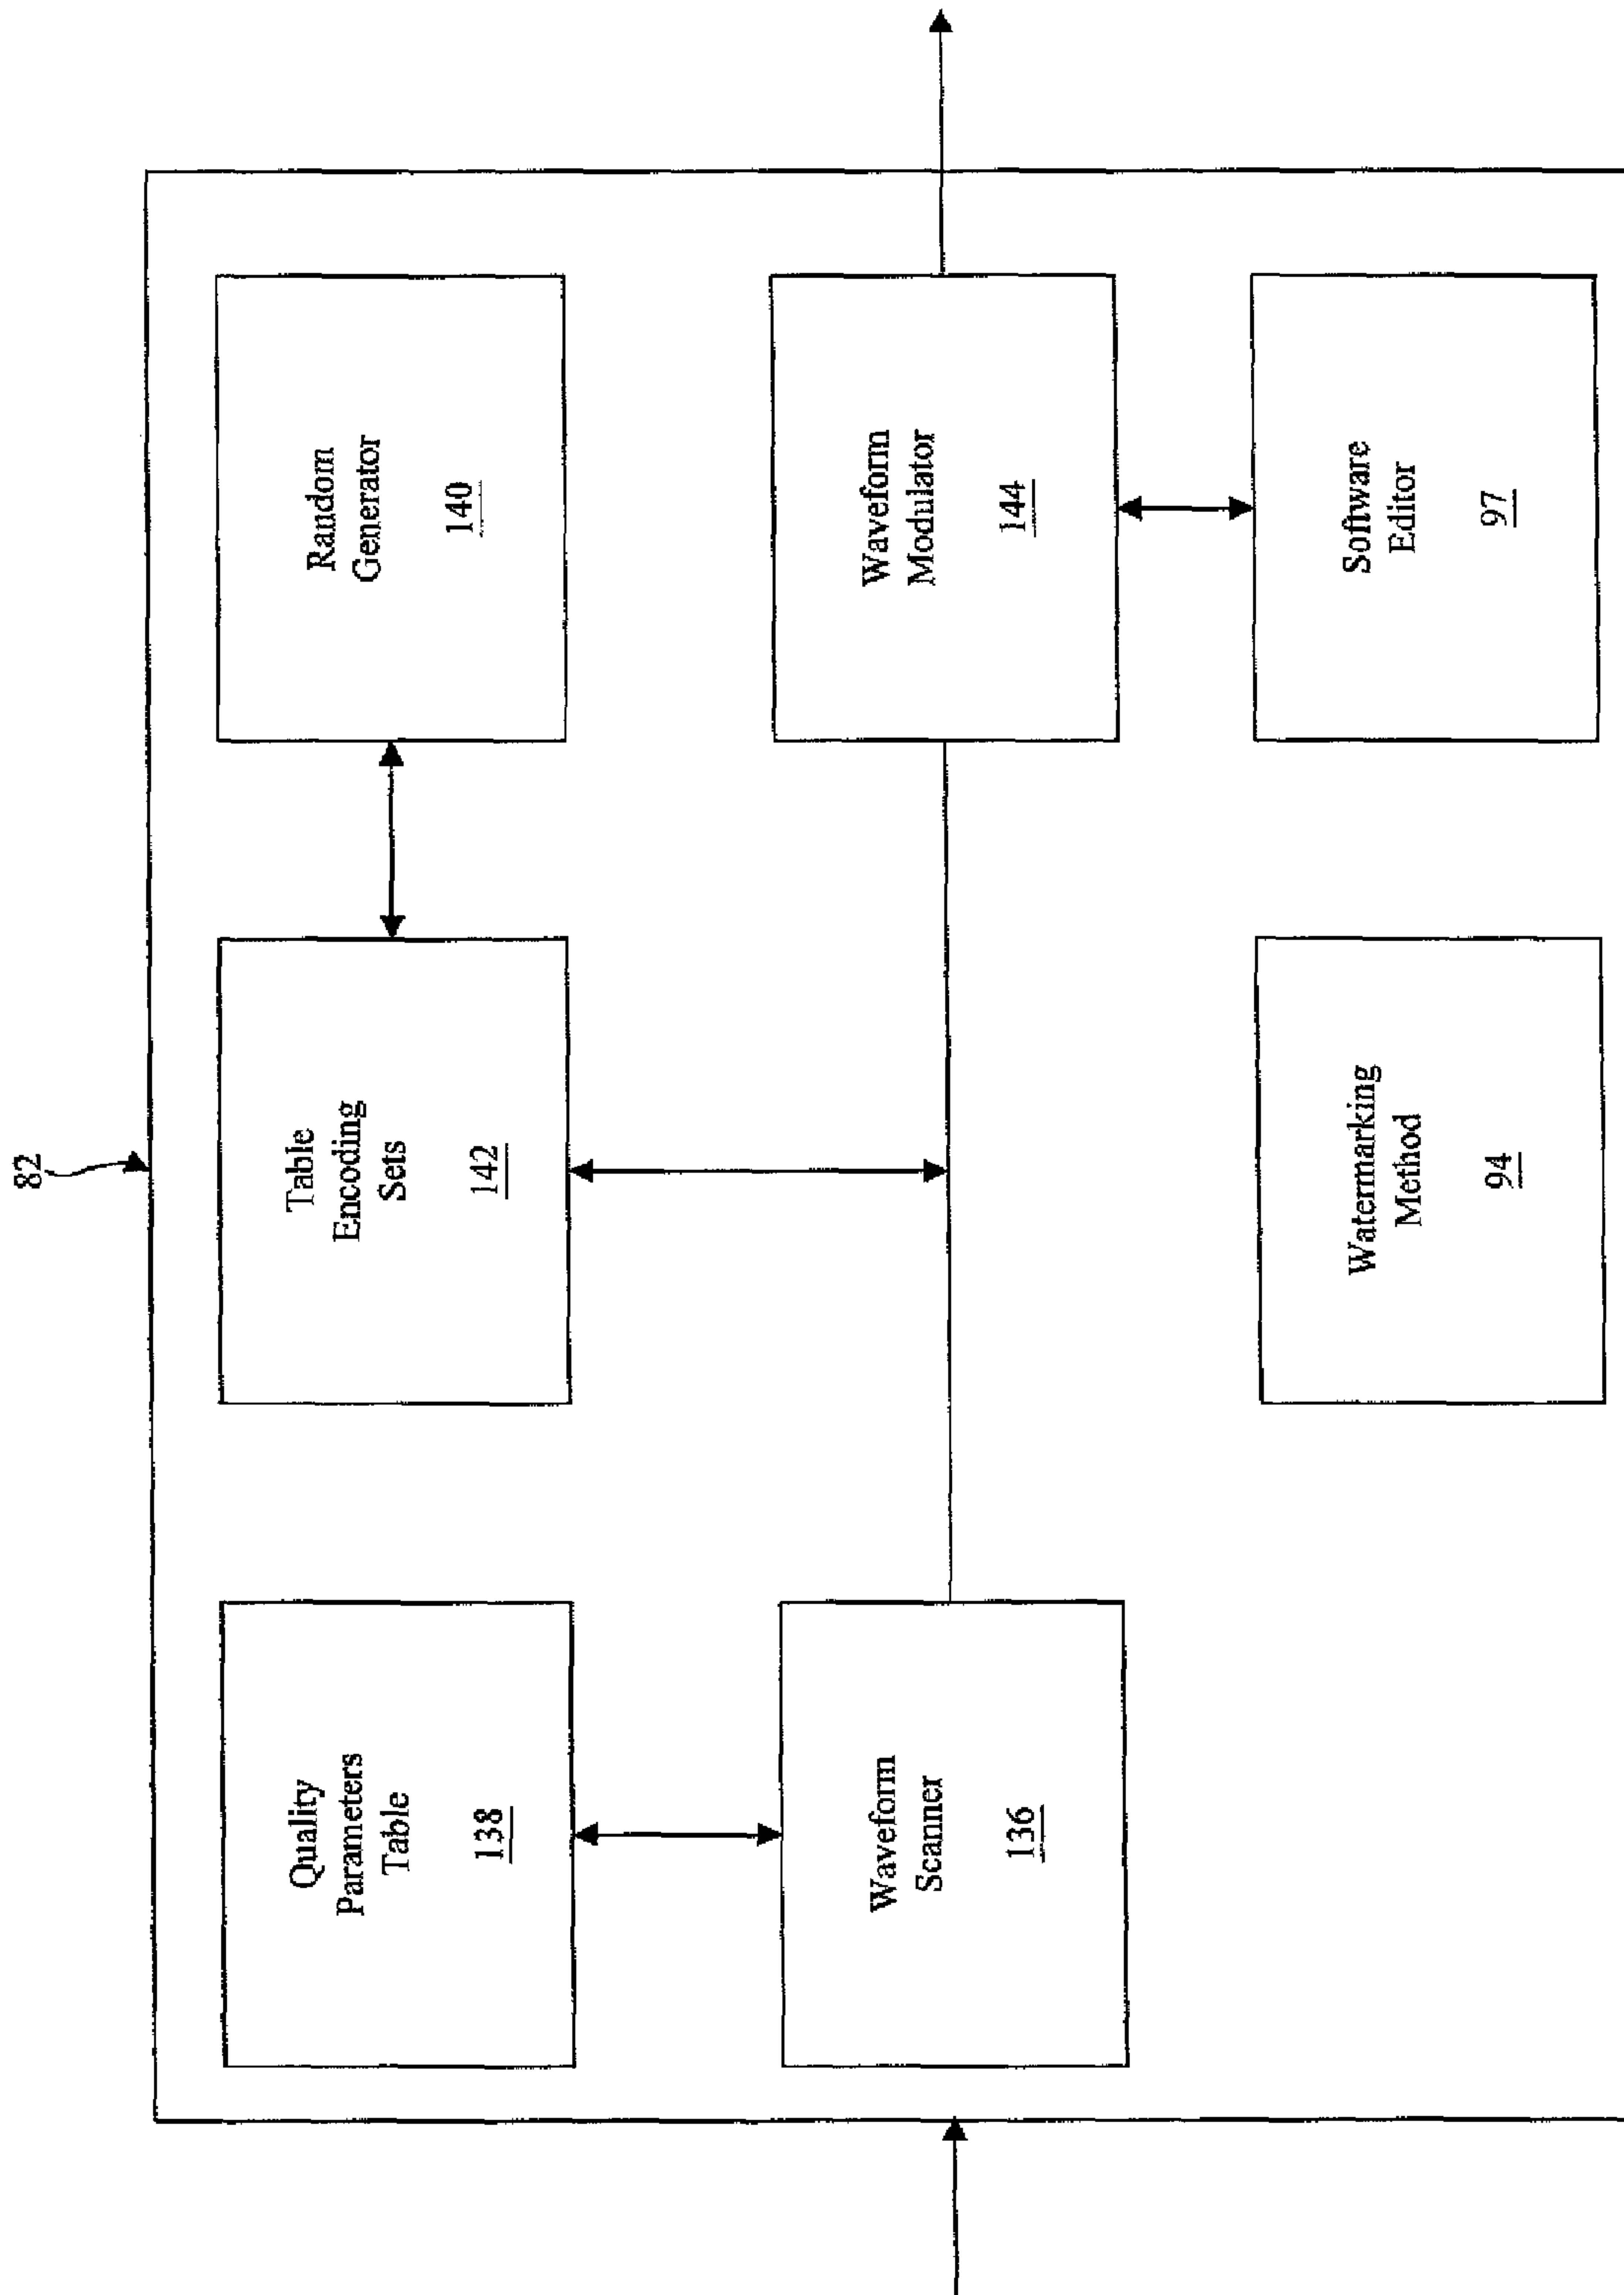 82
Quality
Parameters
Table
138
Table
Encoding
Sets
142
Random
Generator
140
Waveform
Scanner
136
Waveform
Modulator
144
Watermarking
Method
94
Software
Editor
97